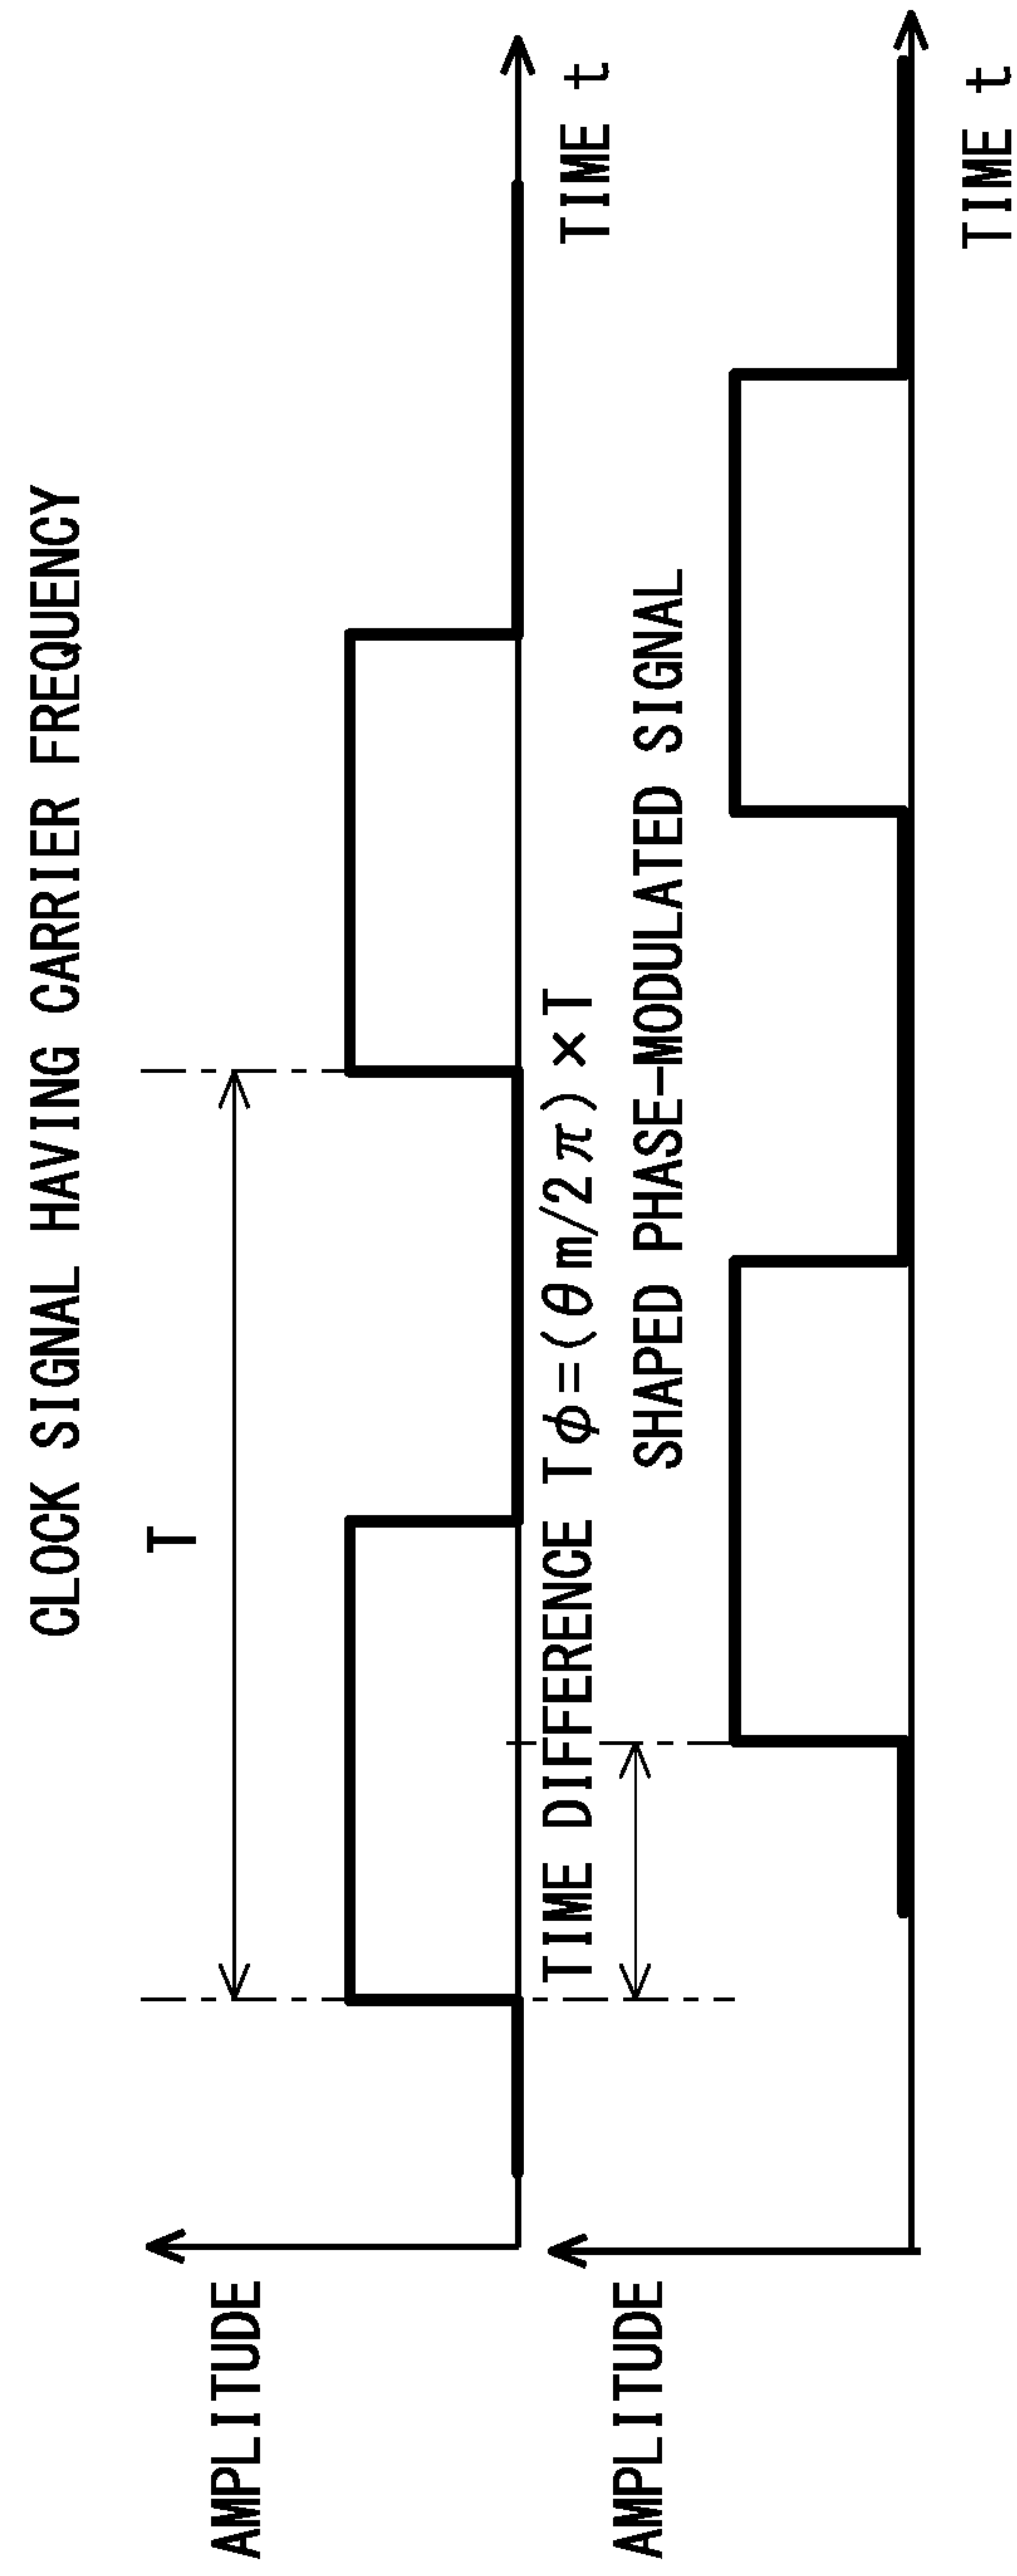 CLOCK SIGNAL HAVING CARRIER FREQUENCY
AMPLITUDE
T
TIME t
TIME DIFFERENCE Tϕ=(θm/2π)×T
SHAPED PHASE-MODULATED SIGNAL
AMPLITUDE
TIME t